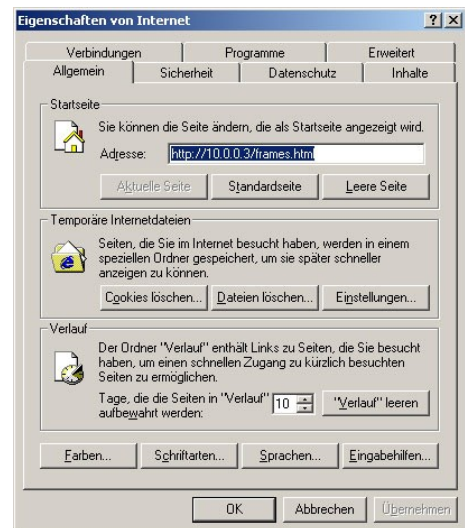 Eigenschaften von Internet
Verbindungen Programme Erweitert
Allgemein Sicherheit Datenschutz Inhalte
Startseite
Sie können die Seite ändern, die als Startseite angezeigt wird.
Adresse: http://10.0.0.3/frames.htm
Aktuelle Seite Standardseite Leere Seite
Temporäre Internetdateien
Seiten, die Sie im Internet besucht haben, werden in einem
speziellen Ordner gespeichert, um sie später schneller
anzeigen zu können.
Cookies löschen... Dateien löschen... Einstellungen...
Verlauf
Der Ordner "Verlauf" enthält Links zu Seiten, die Sie besucht
haben, um einen schnellen Zugang zu kürzlich besuchten
Seiten zu ermöglichen.
Tage, die die Seiten in "Verlauf"
aufbewahrt werden: 10 "Verlauf" leeren
Farben... Schriftarten... Sprachen... Eingabehilfen...
OK Abbrechen Übernehmen